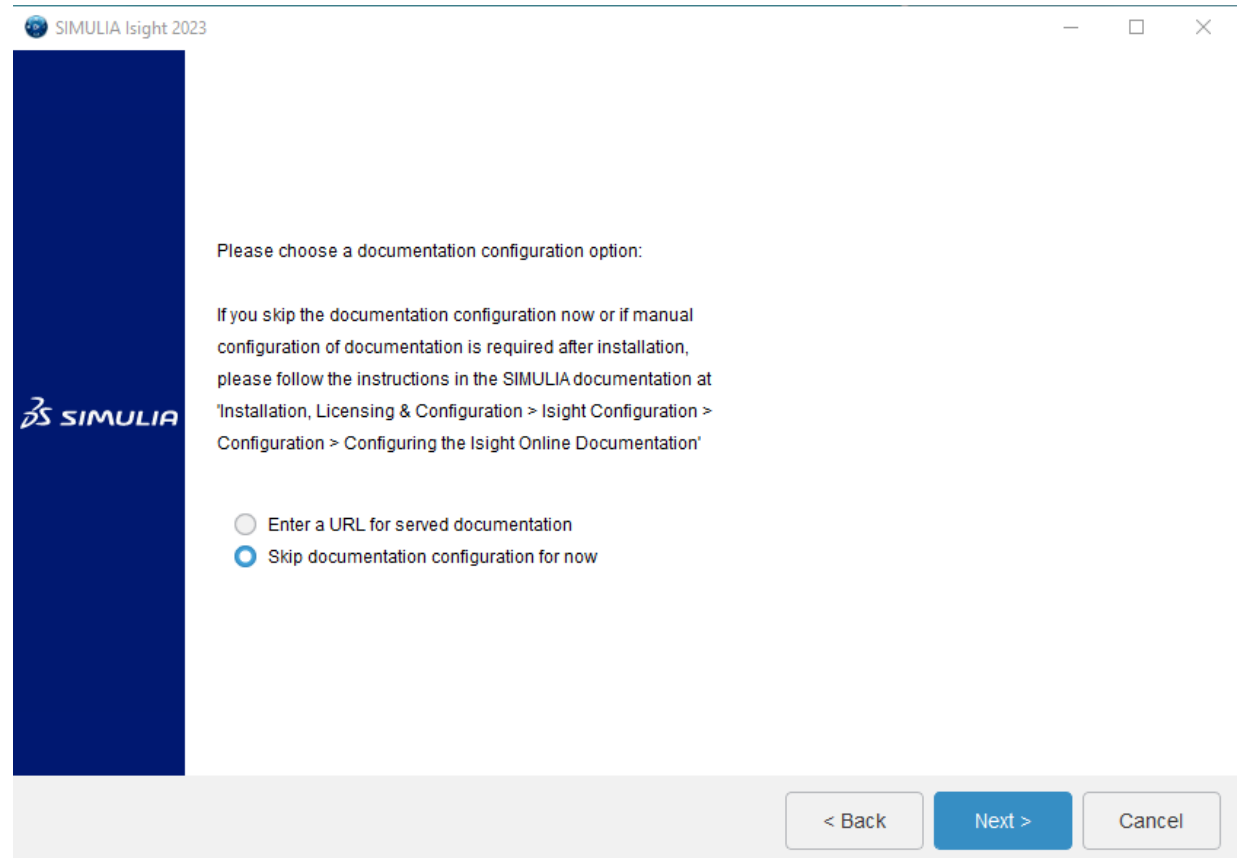 SIMULIA Isight 2023
Please choose a documentation configuration option:
If you skip the documentation configuration now or if manual
configuration of documentation is required after installation,
please follow the instructions in the SIMULIA documentation at
'Installation, Licensing & Configuration > Isight Configuration >
Configuration > Configuring the Isight Online Documentation'
3S SIMULIA
Enter a URL for served documentation
Skip documentation configuration for now
< Back
Next >
Cancel